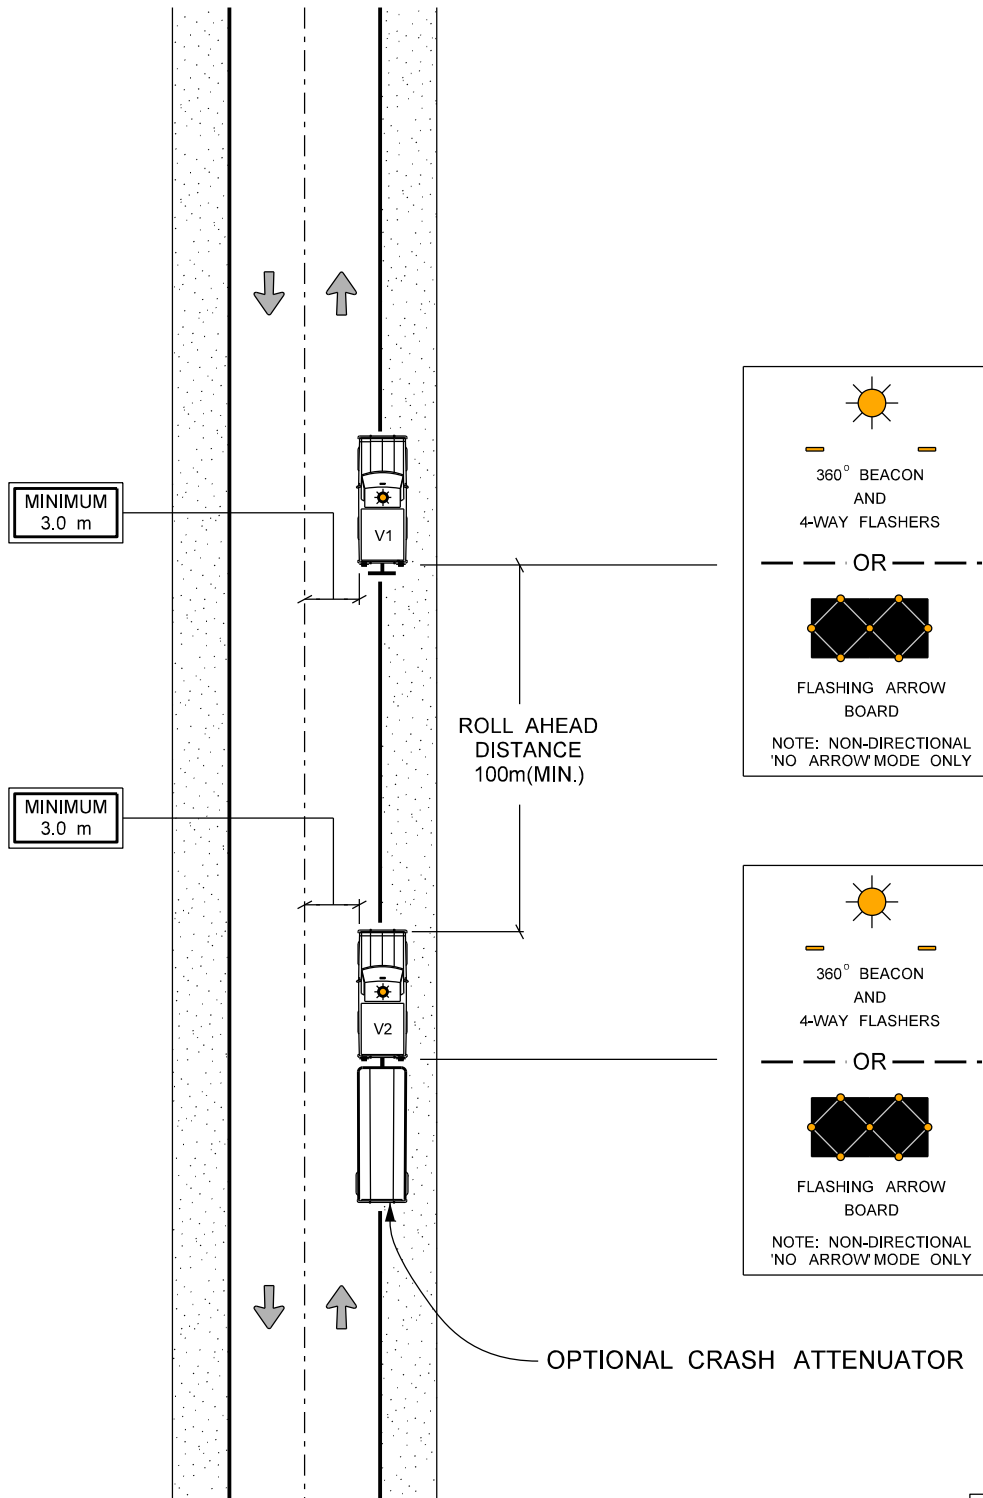 MINIMUM
3.0 m
V1
ROLL AHEAD
DISTANCE
100m(MIN.)
MINIMUM
3.0 m
V2
OPTIONAL CRASH ATTENUATOR
360° BEACON
AND
4-WAY FLASHERS
OR
FLASHING ARROW
BOARD
NOTE: NON-DIRECTIONAL
'NO ARROW' MODE ONLY
360° BEACON
AND
4-WAY FLASHERS
OR
FLASHING ARROW
BOARD
NOTE: NON-DIRECTIONAL
'NO ARROW' MODE ONLY